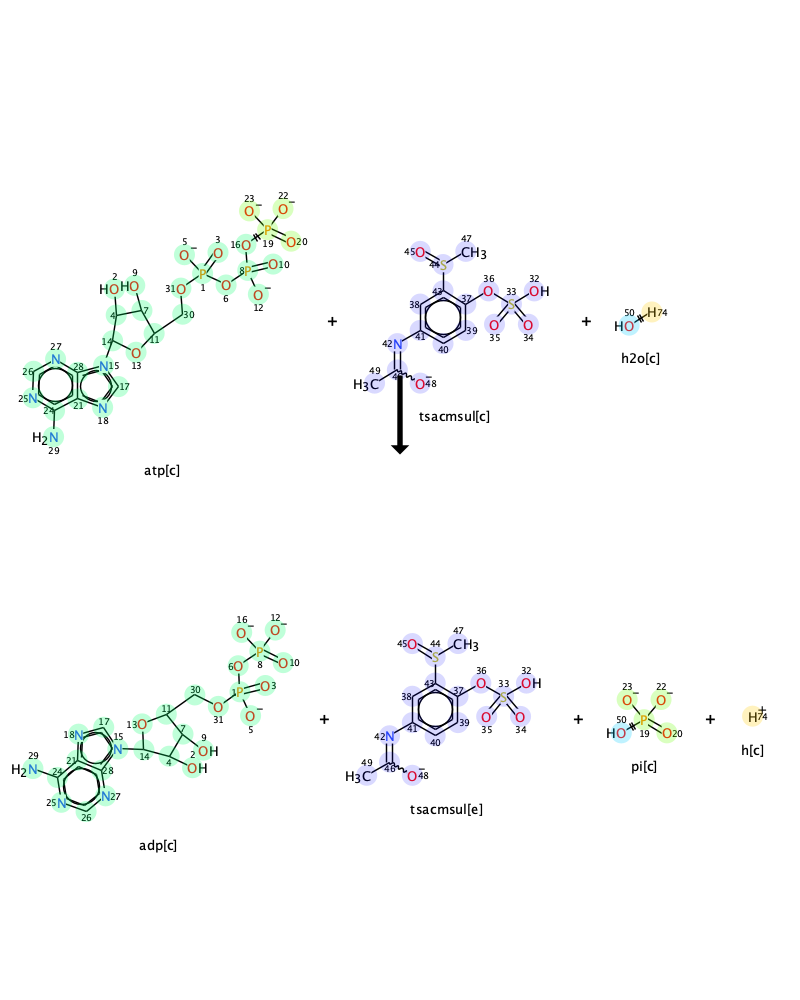 23 22
O− O−
5 3 16 P 19 O 20
O− O O
9 31 P 8 P O 10
2 HO O 1 O 6 O−
HO 4 7 30 12
14 11
27 O 13
N 28 N 15
26 17
25 N 21 N
24 18
H2N 29
atp[c]
+
47
45 O 44 S CH3
36 33 32
43 37 O S OH
38 O O
41 39 35 34
42 N 40
49 H3C 46 O− 48
tsacmsul[c]
+
50 H 74
HO
h2o[c]
16 12
O− O−
6 O P 8 O 10
30 1 P O 3
11 O 31 O− 5
17 13 O 7
18 N 15 N 14 9 OH
29 21 4 2 OH
H2N 24 28
25 N N 27
26
adp[c]
+
47
45 O 44 S CH3
36 33 32
43 37 O S OH
38 O O
41 39 35 34
42 N 40
49 H3C 46 O− 48
tsacmsul[e]
+
23 22
O− O−
50 HO P 19 O 20
pi[c]
+
H+ 74
h[c]